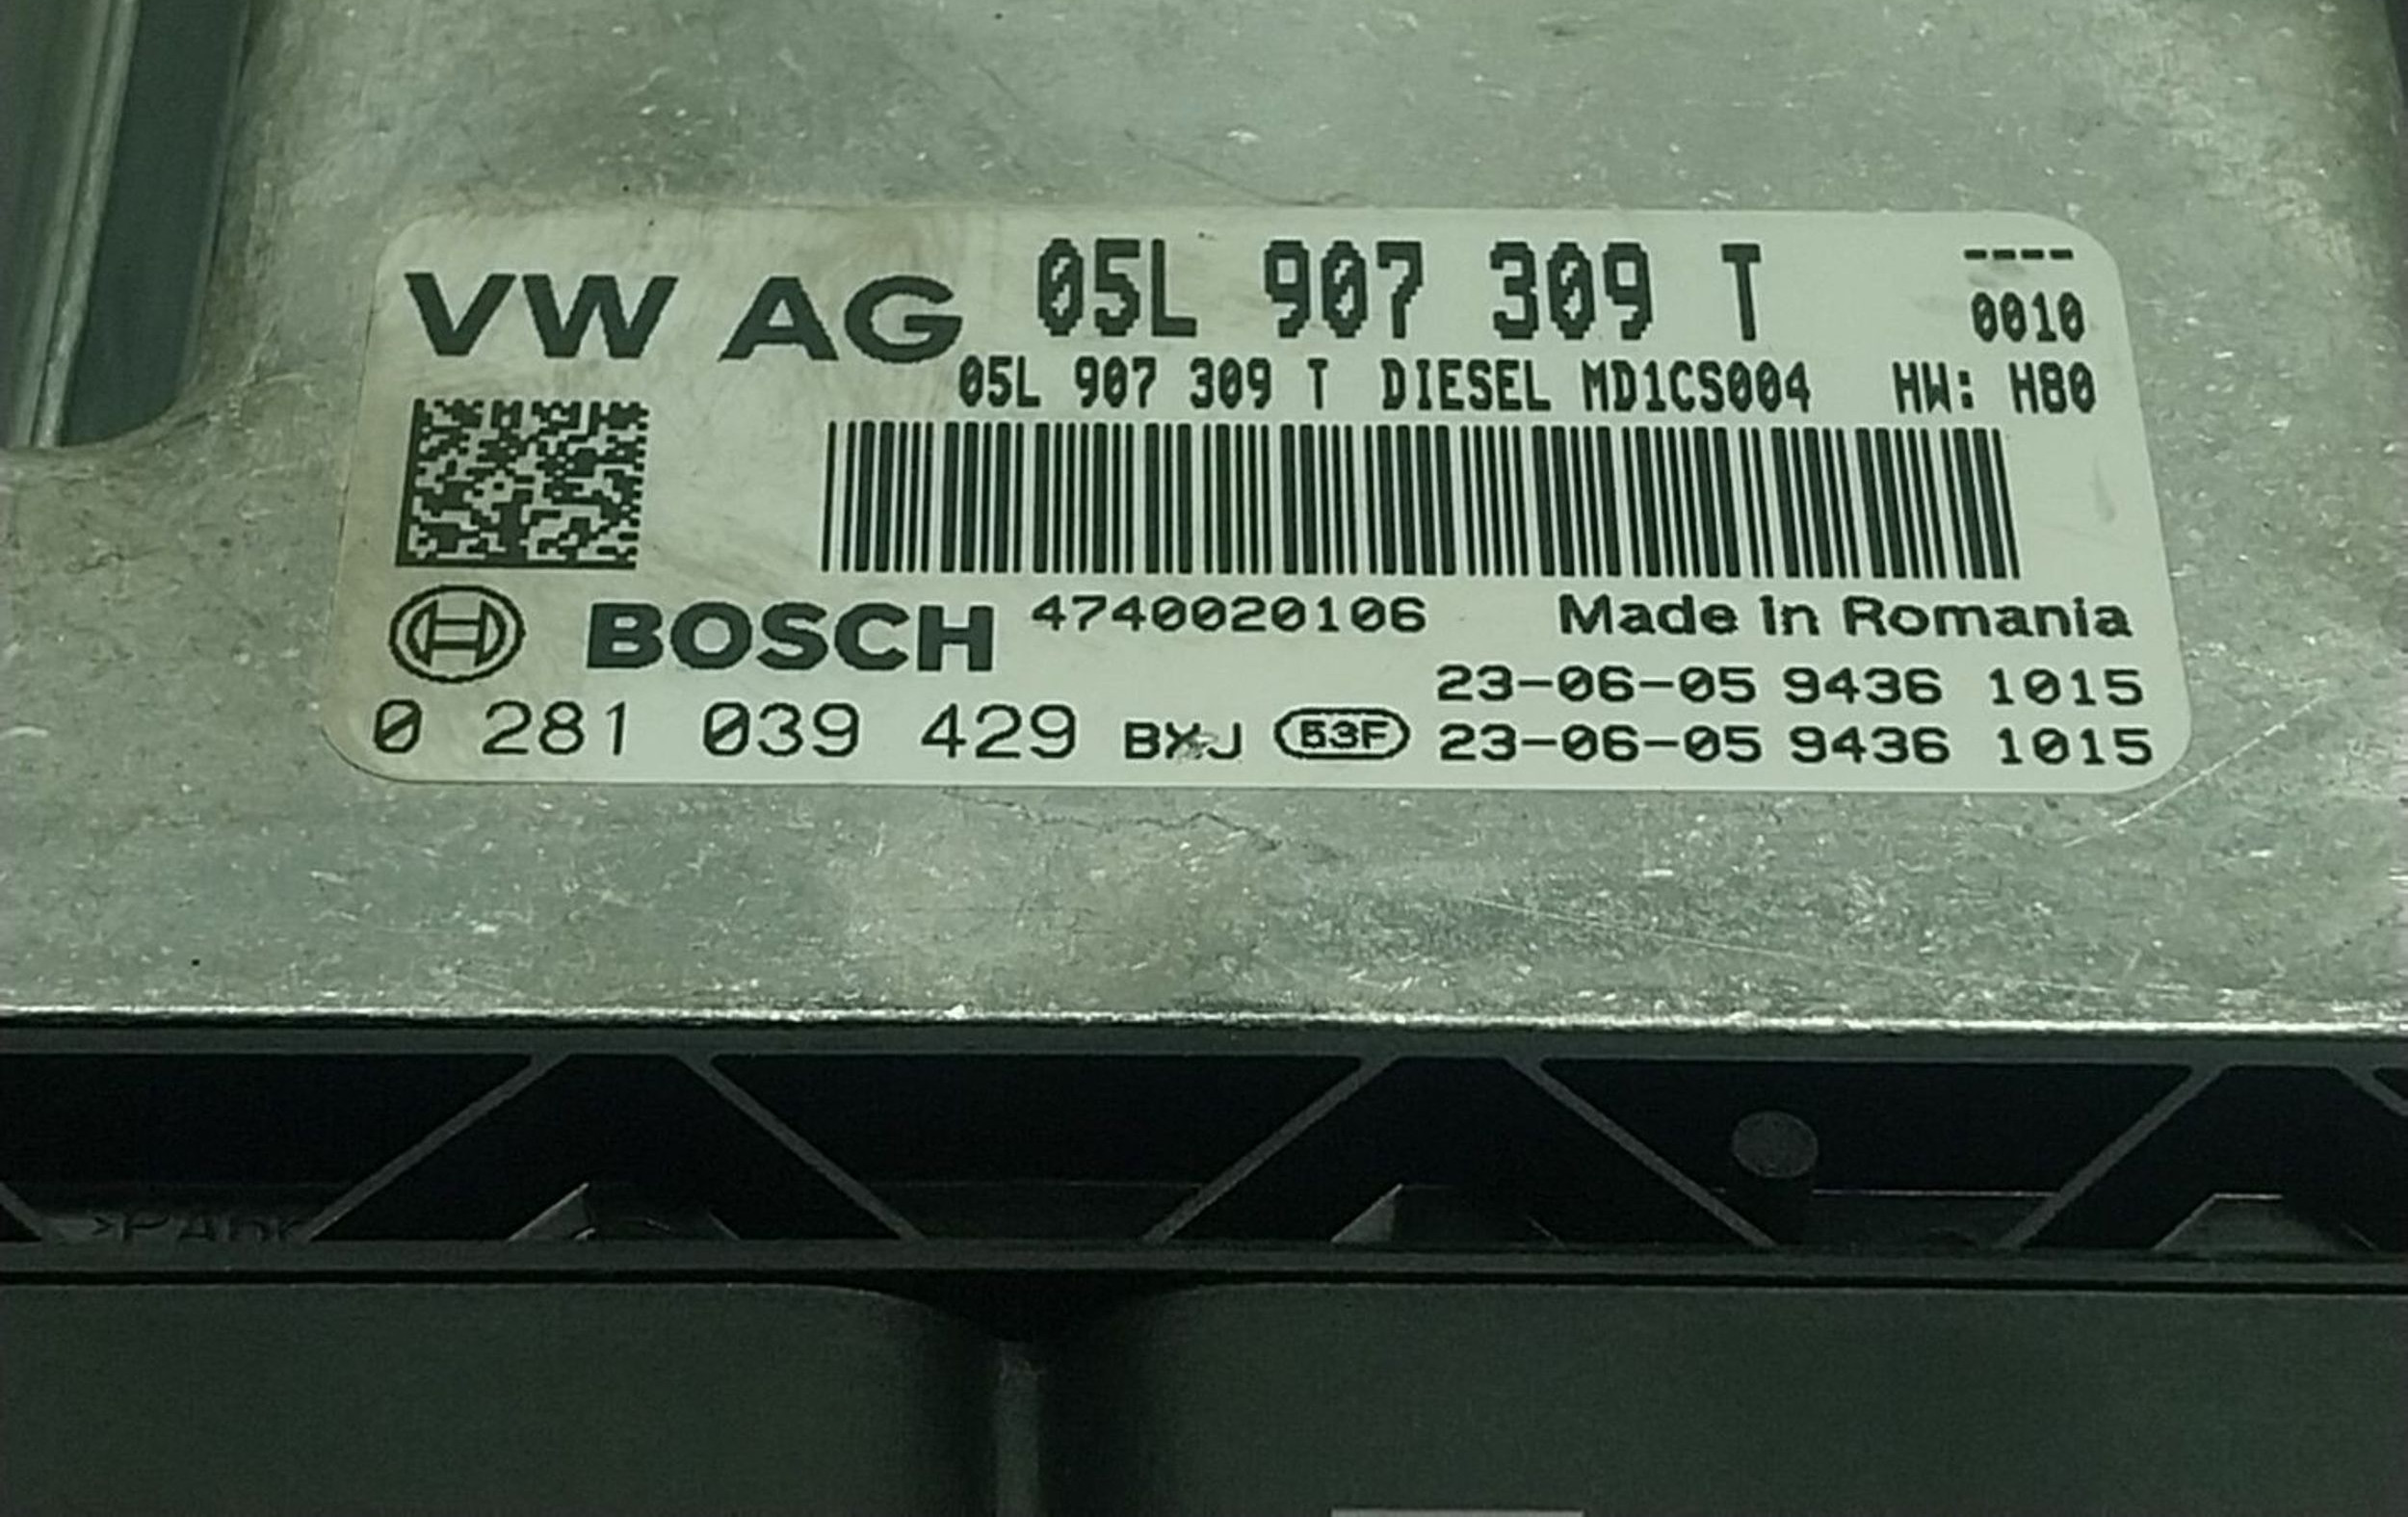 VW AG 05L 907 309 T ----
0010
05L 907 309 T DIESEL MD1CS004 HW: H80
BOSCH 4740020106 Made in Romania
23-06-05 9436 1015
0 281 039 429 BXJ 53F 23-06-05 9436 1015